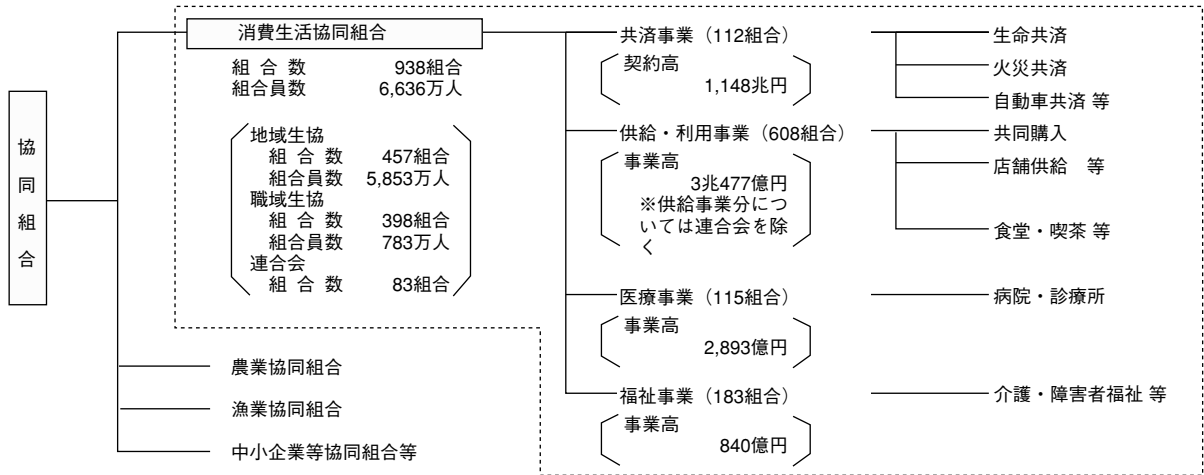 協同組合
消費生活協同組合
組合数 938組合
組合員数 6,636万人
地域生協
組合数 457組合
組合員数 5,853万人
職域生協
組合数 398組合
組合員数 783万人
連合会
組合数 83組合
農業協同組合
漁業協同組合
中小企業等協同組合等
共済事業（112組合）
契約高
1,148兆円
供給・利用事業（608組合）
事業高
3兆477億円
※供給事業分につ
いては連合会を除
く
医療事業（115組合）
事業高
2,893億円
福祉事業（183組合）
事業高
840億円
生命共済
火災共済
自動車共済 等
共同購入
店舗供給　等
食堂・喫茶 等
病院・診療所
介護・障害者福祉 等